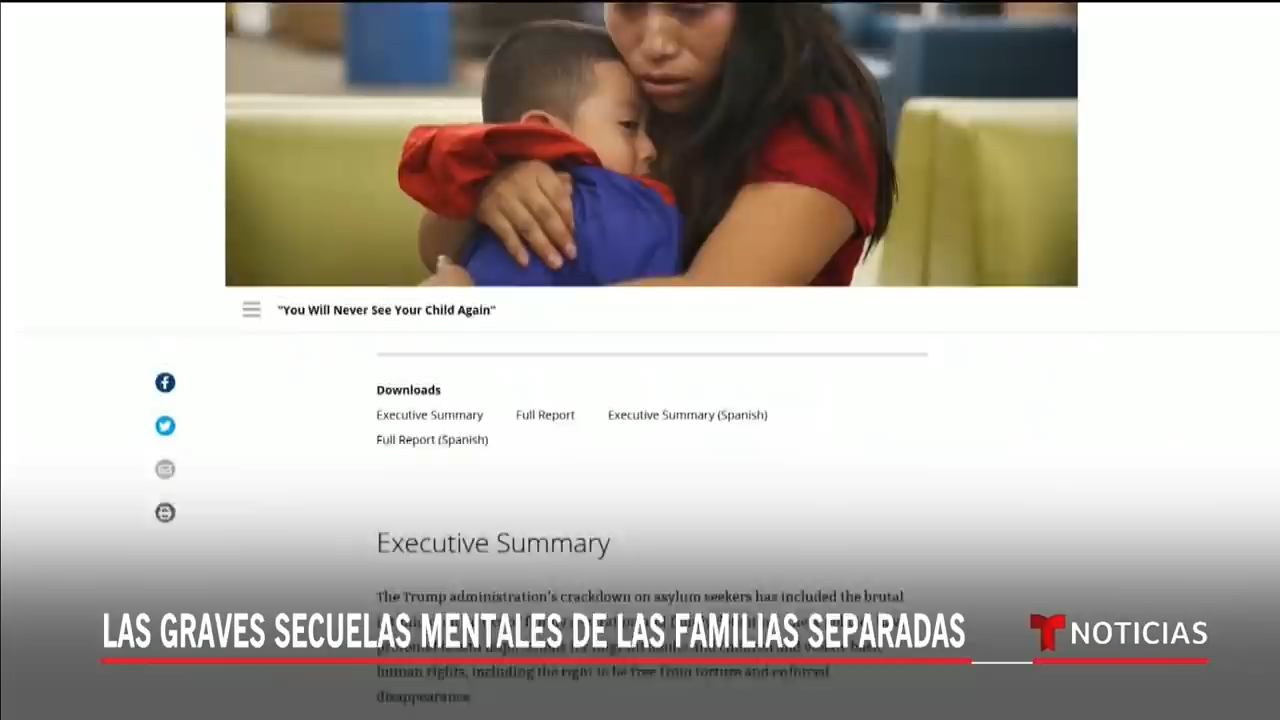 "You Will Never See Your Child Again"
Downloads
Executive Summary Full Report Executive Summary (Spanish)
Full Report (Spanish)
Executive Summary
The Trump administration's crackdown on asylum seekers has included the brutal
LAS GRAVES SECUELAS MENTALES DE LAS FAMILIAS SEPARADAS
T NOTICIAS
human rights, including the right to be free from torture and enforced
disappearance